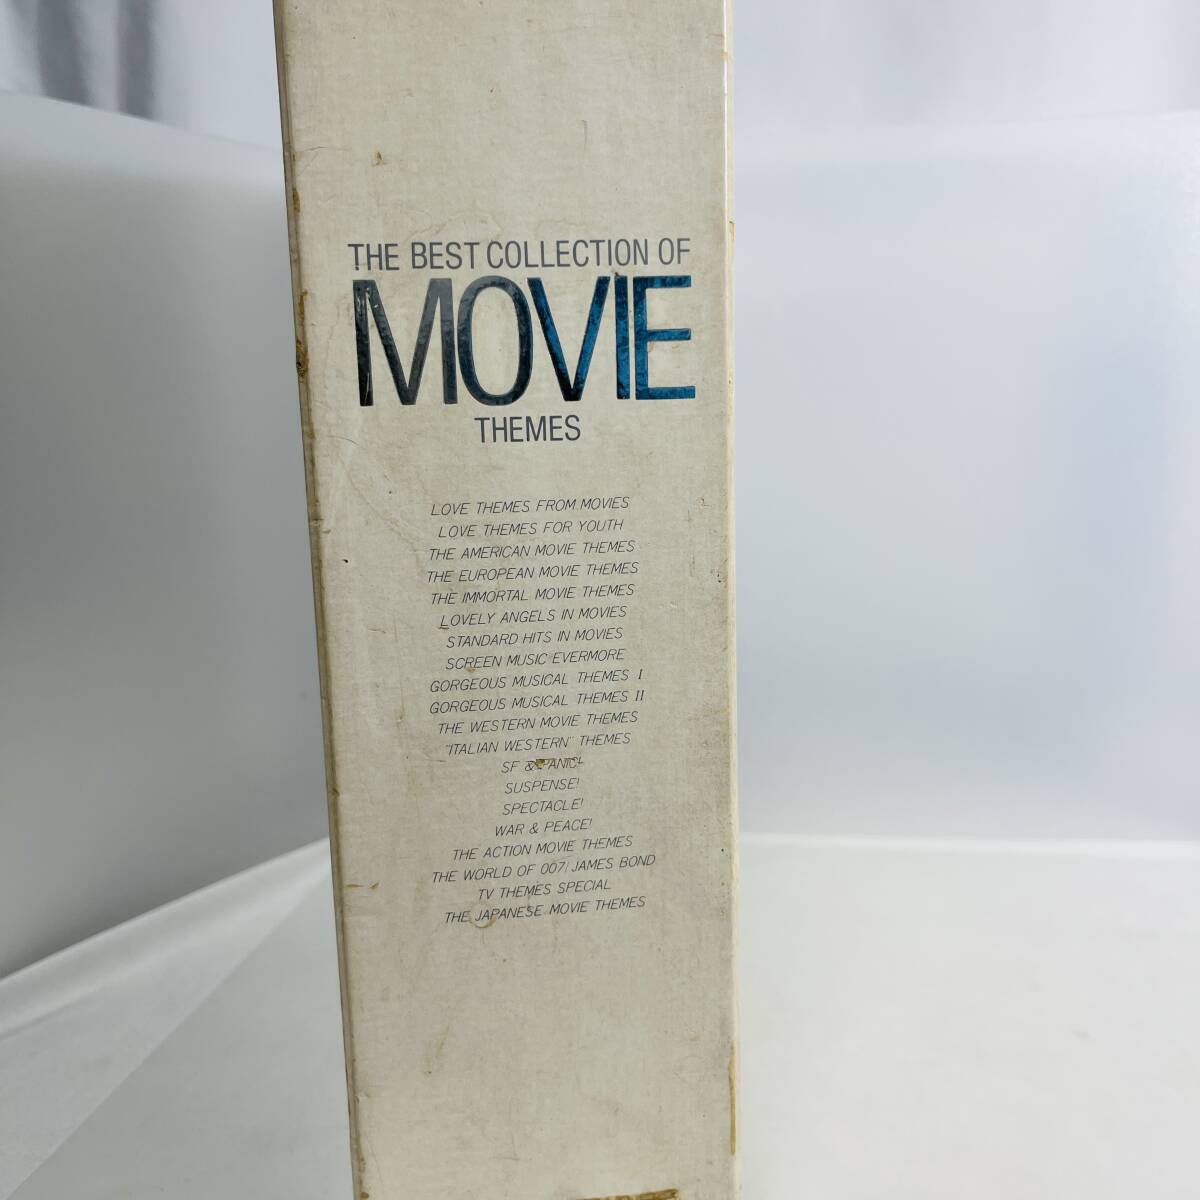 THE BEST COLLECTION OF
MOVIE
THEMES
LOVE THEMES FROM MOVIES
LOVE THEMES FOR YOUTH
THE AMERICAN MOVIE THEMES
THE EUROPEAN MOVIE THEMES
THE IMMORTAL MOVIE THEMES
LOVELY ANGELS IN MOVIES
STANDARD HITS IN MOVIES
SCREEN MUSIC EVERMORE
GORGEOUS MUSICAL THEMES I
GORGEOUS MUSICAL THEMES II
THE WESTERN MOVIE THEMES
"ITALIAN WESTERN" THEMES
SF & PANIC!
SUSPENSE!
SPECTACLE!
WAR & PEACE!
THE ACTION MOVIE THEMES
THE WORLD OF 007/JAMES BOND
TV THEMES SPECIAL
THE JAPANESE MOVIE THEMES